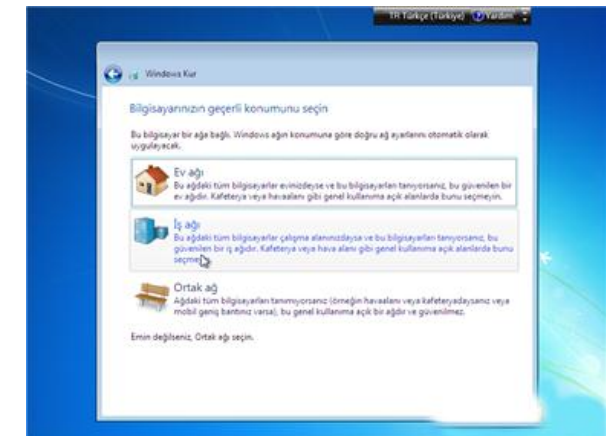 TR Türkçe (Türkiye) Yardım
Windows Kur
Bilgisayarınızın geçerli konumunu seçin
Bu bilgisayar bir ağa bağlı. Windows ağın konumuna göre doğru ağ ayarlarını otomatik olarak
uygulayacak.
Ev ağı
Bu ağdaki tüm bilgisayarlar evinizdeyse ve bu bilgisayarları tanıyorsanız, bu güvenilen bir
ev ağıdır. Kafeterya veya havaalanı gibi genel kullanıma açık alanlarda bunu seçmeyin.
İş ağı
Bu ağdaki tüm bilgisayarlar çalışma alanınızdaysa ve bu bilgisayarları tanıyorsanız, bu
güvenilen bir iş ağıdır. Kafeterya veya hava alanı gibi genel kullanıma açık alanlarda bunu
seçmeyin.
Ortak ağ
Ağdaki tüm bilgisayarları tanımıyorsanız (örneğin havaalanı veya kafeteryadaysanız veya
mobil geniş bantınız varsa), bu genel kullanıma açık bir ağdır ve güvenilmez.
Emin değilseniz, Ortak ağı seçin.